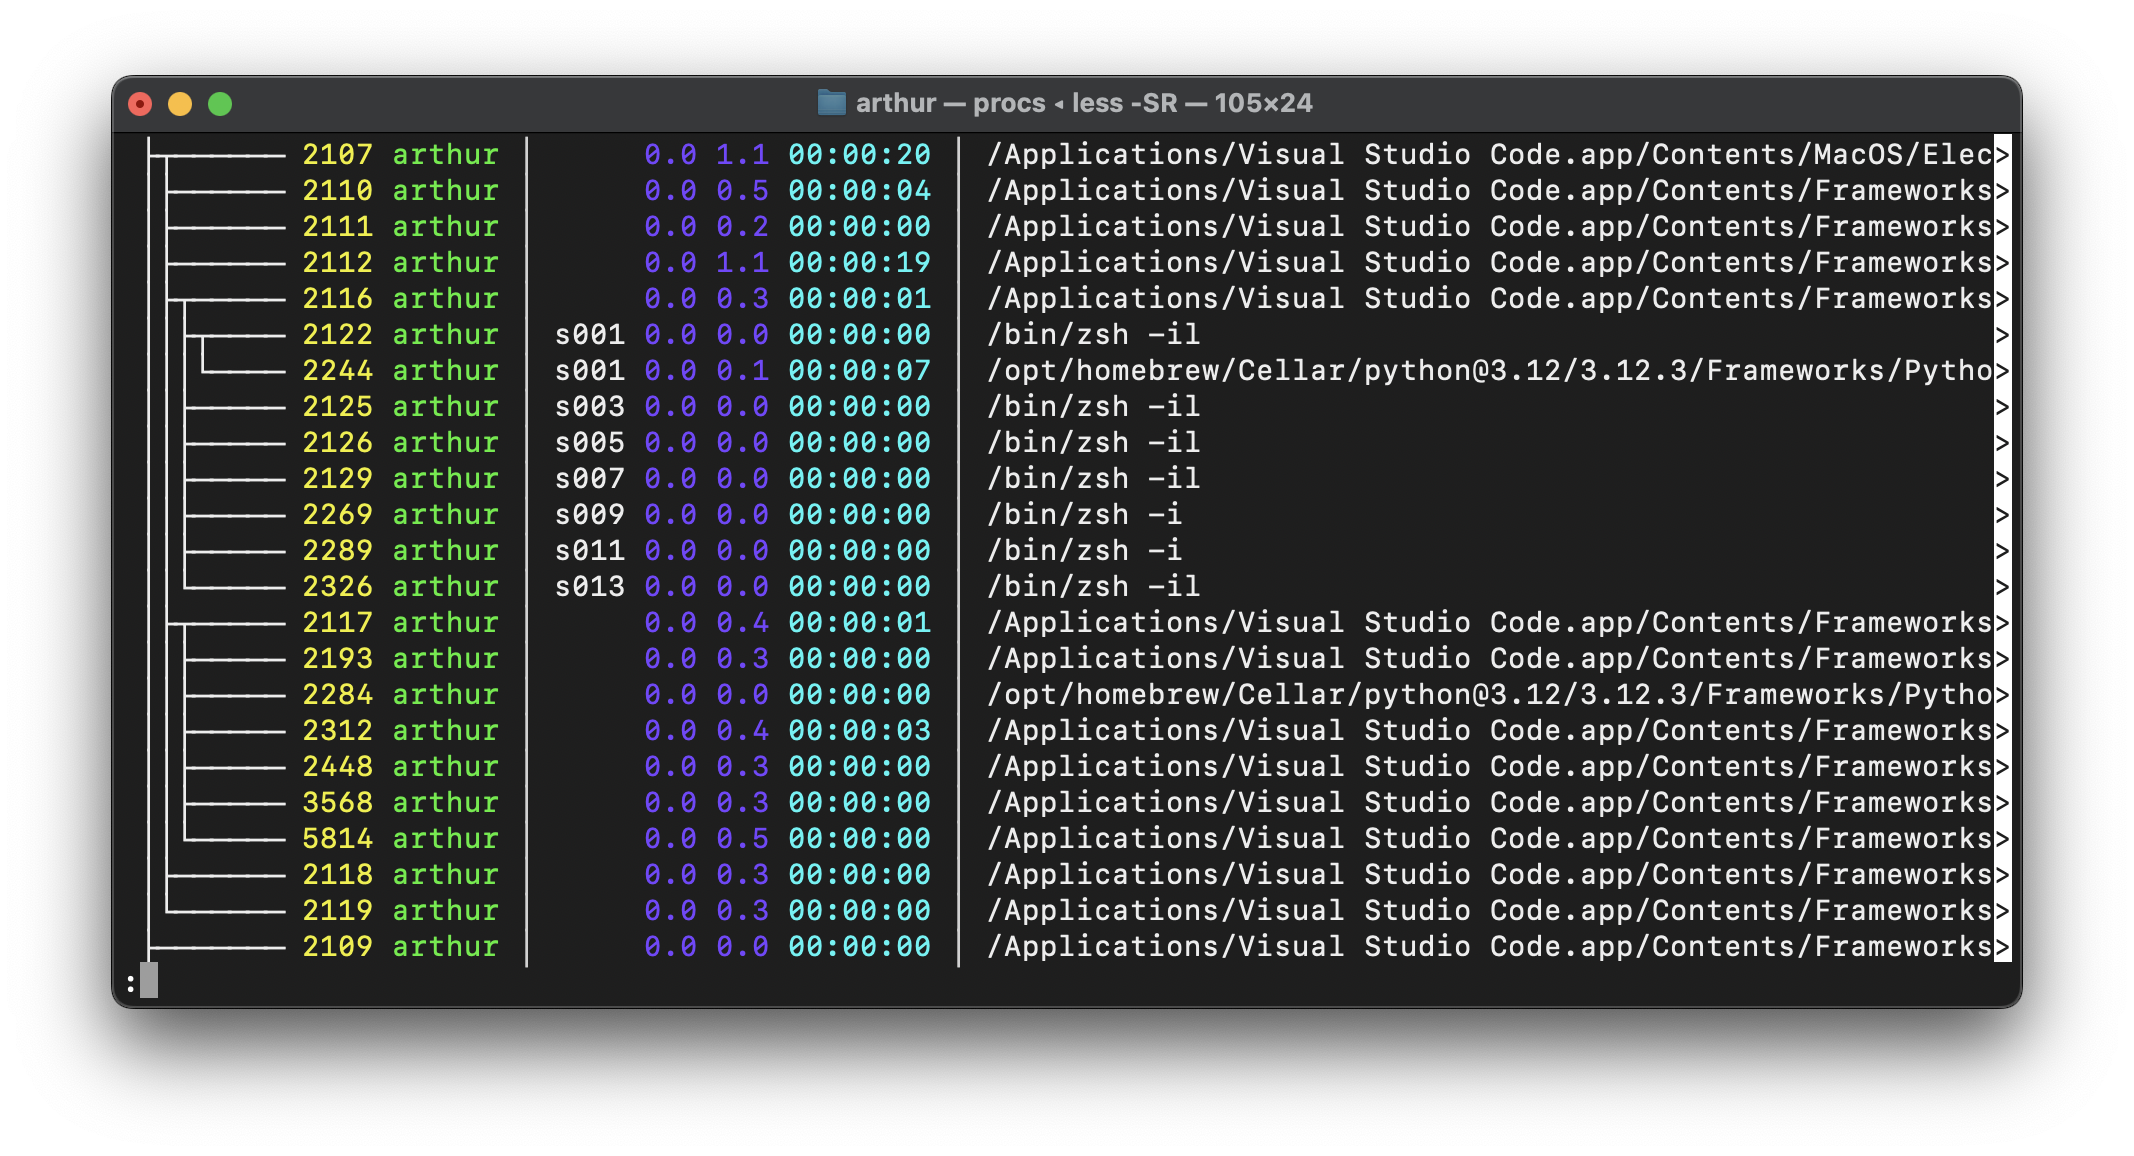 arthur — procs ◂ less -SR — 105×24
2107 arthur 0.0 1.1 00:00:20 /Applications/Visual Studio Code.app/Contents/MacOS/Elec>
2110 arthur 0.0 0.5 00:00:04 /Applications/Visual Studio Code.app/Contents/Frameworks>
2111 arthur 0.0 0.2 00:00:00 /Applications/Visual Studio Code.app/Contents/Frameworks>
2112 arthur 0.0 1.1 00:00:19 /Applications/Visual Studio Code.app/Contents/Frameworks>
2116 arthur 0.0 0.3 00:00:01 /Applications/Visual Studio Code.app/Contents/Frameworks>
2122 arthur s001 0.0 0.0 00:00:00 /bin/zsh -il >
2244 arthur s001 0.0 0.1 00:00:07 /opt/homebrew/Cellar/python@3.12/3.12.3/Frameworks/Pytho>
2125 arthur s003 0.0 0.0 00:00:00 /bin/zsh -il >
2126 arthur s005 0.0 0.0 00:00:00 /bin/zsh -il >
2129 arthur s007 0.0 0.0 00:00:00 /bin/zsh -il >
2269 arthur s009 0.0 0.0 00:00:00 /bin/zsh -i >
2289 arthur s011 0.0 0.0 00:00:00 /bin/zsh -i >
2326 arthur s013 0.0 0.0 00:00:00 /bin/zsh -il >
2117 arthur 0.0 0.4 00:00:01 /Applications/Visual Studio Code.app/Contents/Frameworks>
2193 arthur 0.0 0.3 00:00:00 /Applications/Visual Studio Code.app/Contents/Frameworks>
2284 arthur 0.0 0.0 00:00:00 /opt/homebrew/Cellar/python@3.12/3.12.3/Frameworks/Pytho>
2312 arthur 0.0 0.4 00:00:03 /Applications/Visual Studio Code.app/Contents/Frameworks>
2448 arthur 0.0 0.3 00:00:00 /Applications/Visual Studio Code.app/Contents/Frameworks>
3568 arthur 0.0 0.3 00:00:00 /Applications/Visual Studio Code.app/Contents/Frameworks>
5814 arthur 0.0 0.5 00:00:00 /Applications/Visual Studio Code.app/Contents/Frameworks>
2118 arthur 0.0 0.3 00:00:00 /Applications/Visual Studio Code.app/Contents/Frameworks>
2119 arthur 0.0 0.3 00:00:00 /Applications/Visual Studio Code.app/Contents/Frameworks>
2109 arthur 0.0 0.0 00:00:00 /Applications/Visual Studio Code.app/Contents/Frameworks>
: